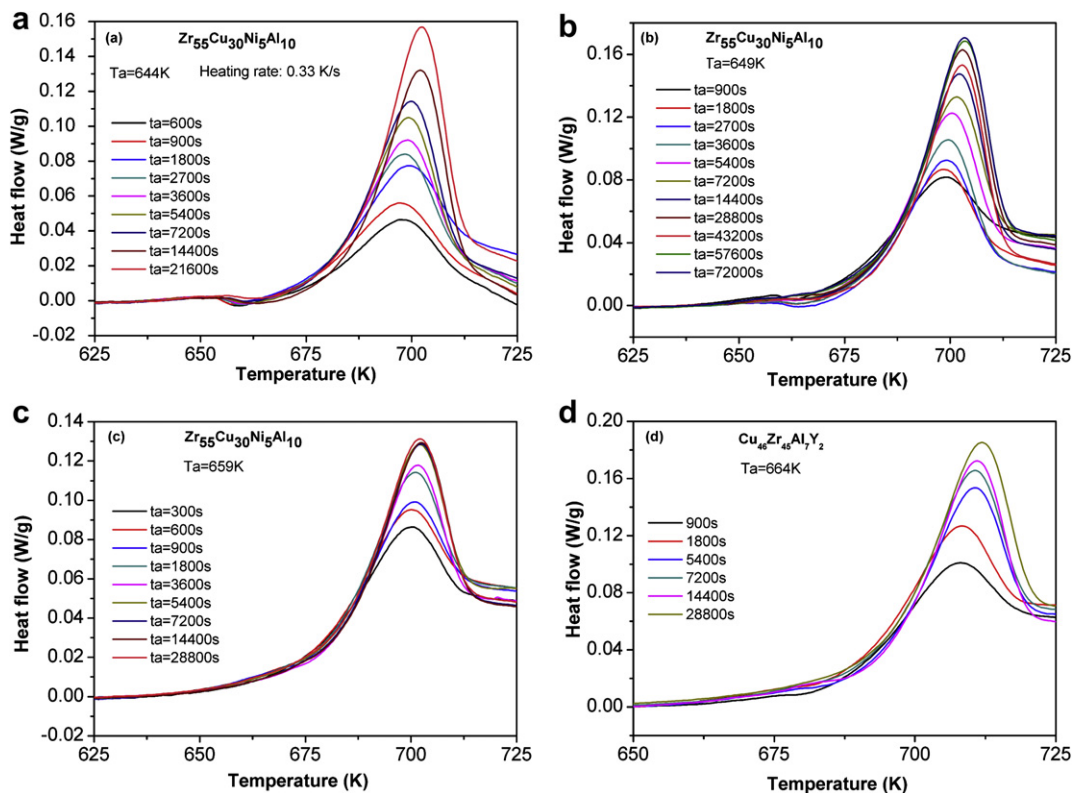 a
(a)
Zr55Cu30Ni5Al10
Ta=644K
Heating rate: 0.33 K/s
ta=600s
ta=900s
ta=1800s
ta=2700s
ta=3600s
ta=5400s
ta=7200s
ta=14400s
ta=21600s
Heat flow (W/g)
0.16
0.14
0.12
0.10
0.08
0.06
0.04
0.02
0.00
-0.02
625
650
675
700
725
Temperature (K)
b
(b)
Zr55Cu30Ni5Al10
Ta=649K
ta=900s
ta=1800s
ta=2700s
ta=3600s
ta=5400s
ta=7200s
ta=14400s
ta=28800s
ta=43200s
ta=57600s
ta=72000s
Heat flow (W/g)
0.16
0.12
0.08
0.04
0.00
625
650
675
700
725
Temperature (K)
c
(c)
Zr55Cu30Ni5Al10
Ta=659K
ta=300s
ta=600s
ta=900s
ta=1800s
ta=3600s
ta=5400s
ta=7200s
ta=14400s
ta=28800s
Heat flow (W/g)
0.14
0.12
0.10
0.08
0.06
0.04
0.02
0.00
-0.02
625
650
675
700
725
Temperature (K)
d
(d)
Cu46Zr45Al7Y2
Ta=664K
900s
1800s
5400s
7200s
14400s
28800s
Heat flow (W/g)
0.20
0.16
0.12
0.08
0.04
0.00
650
675
700
725
Temperature (K)